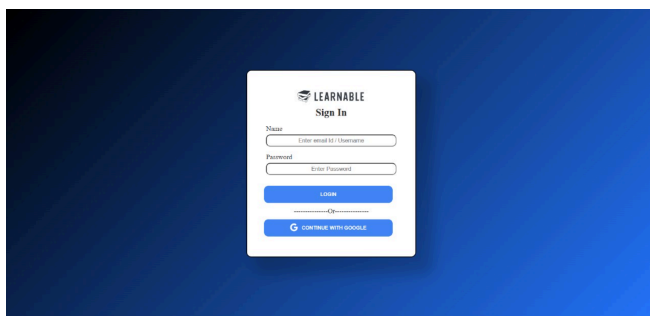 LEARNABLE
Sign In
Name
Enter email Id / Username
Password
Enter Password
LOGIN
---------------Or---------------
CONTINUE WITH GOOGLE